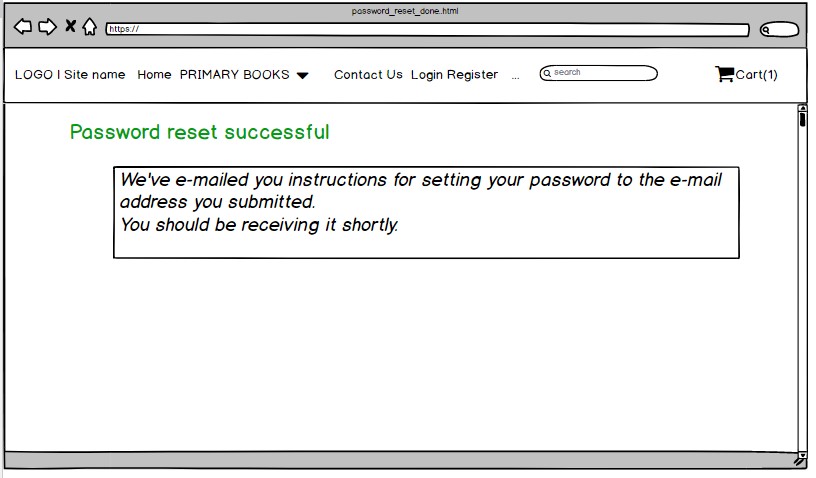 password_reset_done.html
https://
LOGO | Site name Home PRIMARY BOOKS Contact Us Login Register ... search Cart(1)
Password reset successful
We've e-mailed you instructions for setting your password to the e-mail
address you submitted.
You should be receiving it shortly.